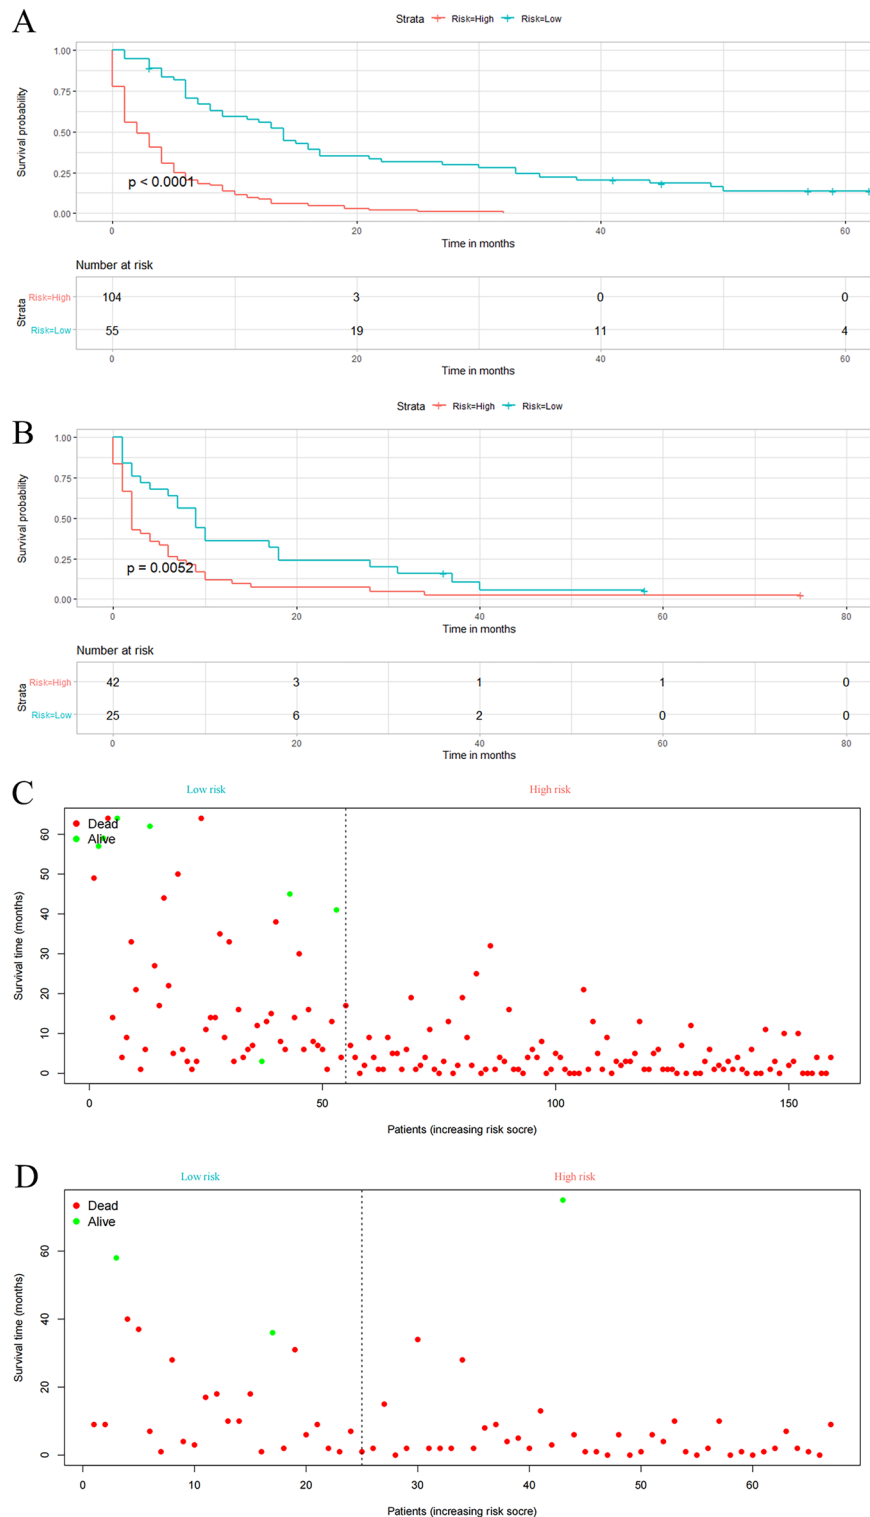 A
Strata Risk=High Risk=Low
1.00
0.75
0.50
0.25
0.00
Survival probability
p < 0.0001
0 20 40 60
Time in months
Number at risk
Strata
Risk=High 104 3 0 0
Risk=Low 55 19 11 4
0 20 40 60
Time in months
B
Strata Risk=High Risk=Low
1.00
0.75
0.50
0.25
0.00
Survival probability
p = 0.0052
0 20 40 60 80
Time in months
Number at risk
Strata
Risk=High 42 3 1 1 0
Risk=Low 25 6 2 0 0
0 20 40 60 80
Time in months
C
Low risk High risk
Dead
Alive
60
50
40
30
20
10
0
Survival time (months)
0 50 100 150
Patients (increasing risk socre)
D
Low risk High risk
Dead
Alive
60
40
20
0
Survival time (months)
0 10 20 30 40 50 60
Patients (increasing risk socre)